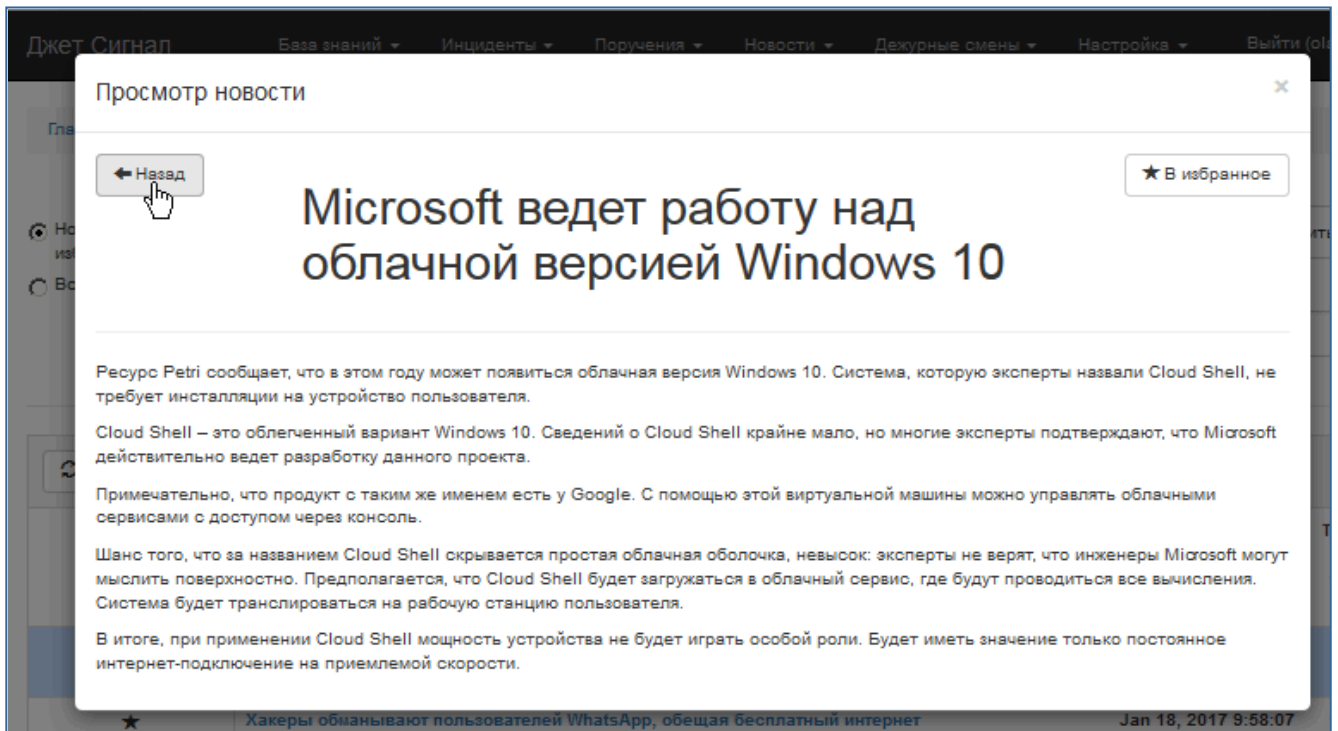 Джет Сигнал База знаний Инциденты Поручения Новости Дежурные смены Настройка Выйти
Просмотр новости ×
Назад В избранное
Microsoft ведет работу над
облачной версией Windows 10
Ресурс Petri сообщает, что в этом году может появиться облачная версия Windows 10. Система, которую эксперты назвали Cloud Shell, не
требует инсталляции на устройство пользователя.
Cloud Shell – это облегченный вариант Windows 10. Сведений о Cloud Shell крайне мало, но многие эксперты подтверждают, что Microsoft
действительно ведет разработку данного проекта.
Примечательно, что продукт с таким же именем есть у Google. С помощью этой виртуальной машины можно управлять облачными
сервисами с доступом через консоль.
Шанс того, что за названием Cloud Shell скрывается простая облачная оболочка, невысок: эксперты не верят, что инженеры Microsoft могут
мыслить поверхностно. Предполагается, что Cloud Shell будет загружаться в облачный сервис, где будут проводиться все вычисления.
Система будет транслироваться на рабочую станцию пользователя.
В итоге, при применении Cloud Shell мощность устройства не будет играть особой роли. Будет иметь значение только постоянное
интернет-подключение на приемлемой скорости.
Хакеры обманывают пользователей WhatsApp, обещая бесплатный интернет Jan 18, 2017 9:58:07